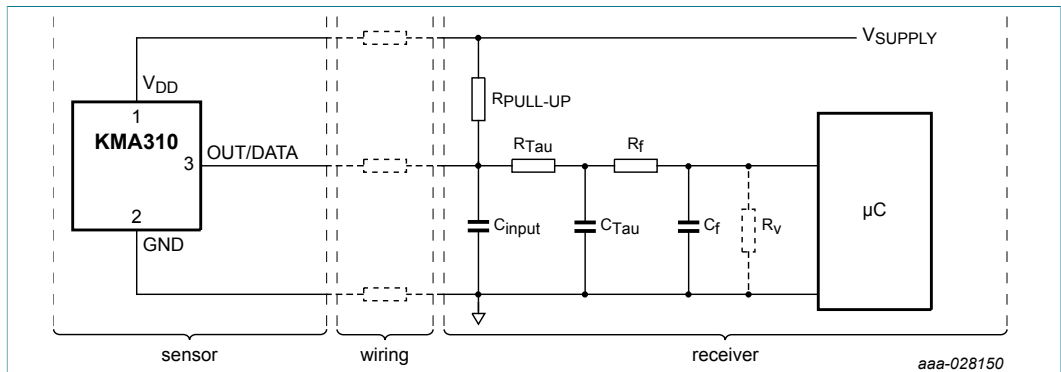 VSUPPLY
VDD
RPULL-UP
1
KMA310
3
OUT/DATA
RTau
Rf
2
GND
Cinput
CTau
Cf
Rv
µC
sensor
wiring
receiver
aaa-028150